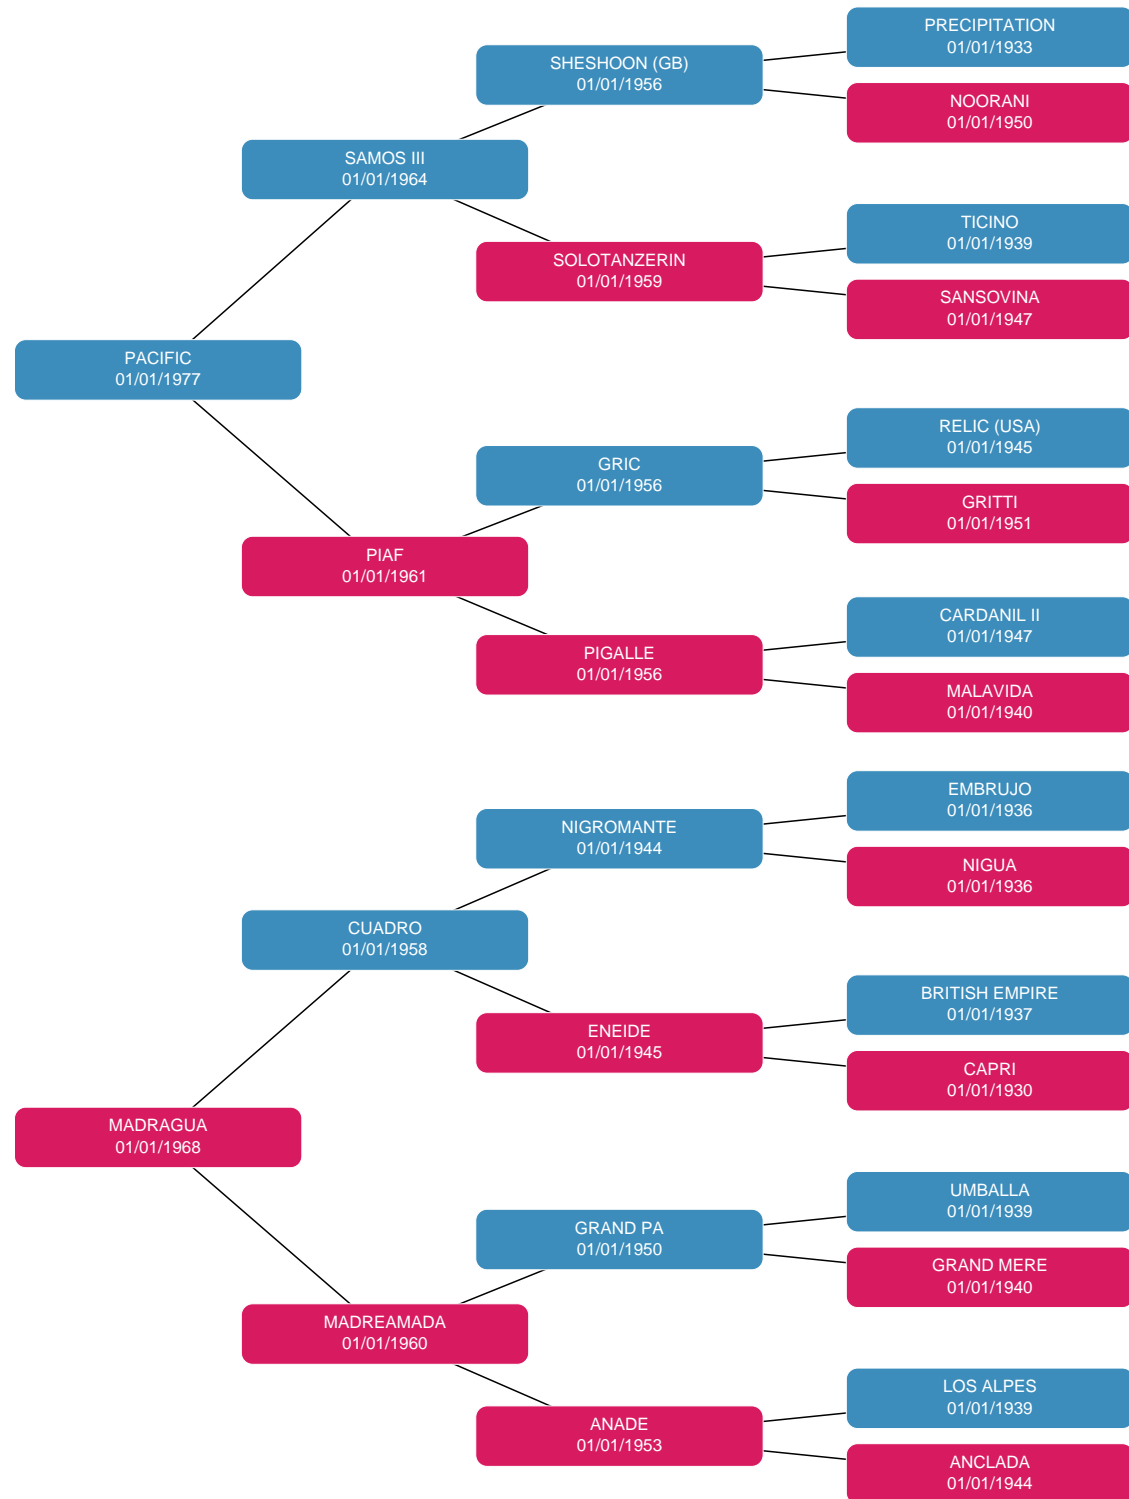 PRECIPITATION
01/01/1933
SHESHOON (GB)
01/01/1956
NOORANI
01/01/1950
SAMOS III
01/01/1964
TICINO
01/01/1939
SOLOTANZERIN
01/01/1959
SANSOVINA
01/01/1947
PACIFIC
01/01/1977
RELIC (USA)
01/01/1945
GRIC
01/01/1956
GRITTI
01/01/1951
PIAF
01/01/1961
CARDANIL II
01/01/1947
PIGALLE
01/01/1956
MALAVIDA
01/01/1940
EMBRUJO
01/01/1936
NIGROMANTE
01/01/1944
NIGUA
01/01/1936
CUADRO
01/01/1958
BRITISH EMPIRE
01/01/1937
ENEIDE
01/01/1945
CAPRI
01/01/1930
MADRAGUA
01/01/1968
UMBALLA
01/01/1939
GRAND PA
01/01/1950
GRAND MERE
01/01/1940
MADREAMADA
01/01/1960
LOS ALPES
01/01/1939
ANADE
01/01/1953
ANCLADA
01/01/1944